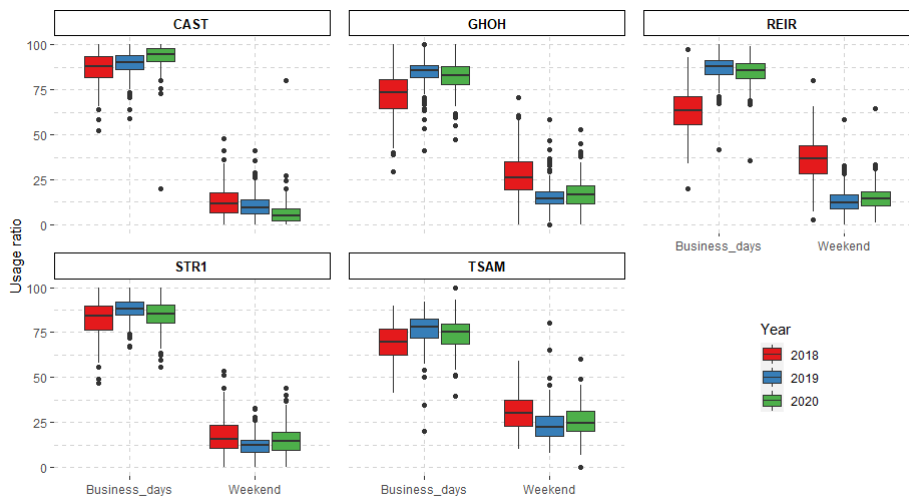 CAST GHOH REIR
100
75
50
25
0
Business_days Weekend
STR1 TSAM
100
75
50
25
0
Business_days Weekend Business_days Weekend
Usage ratio
Year
2018
2019
2020